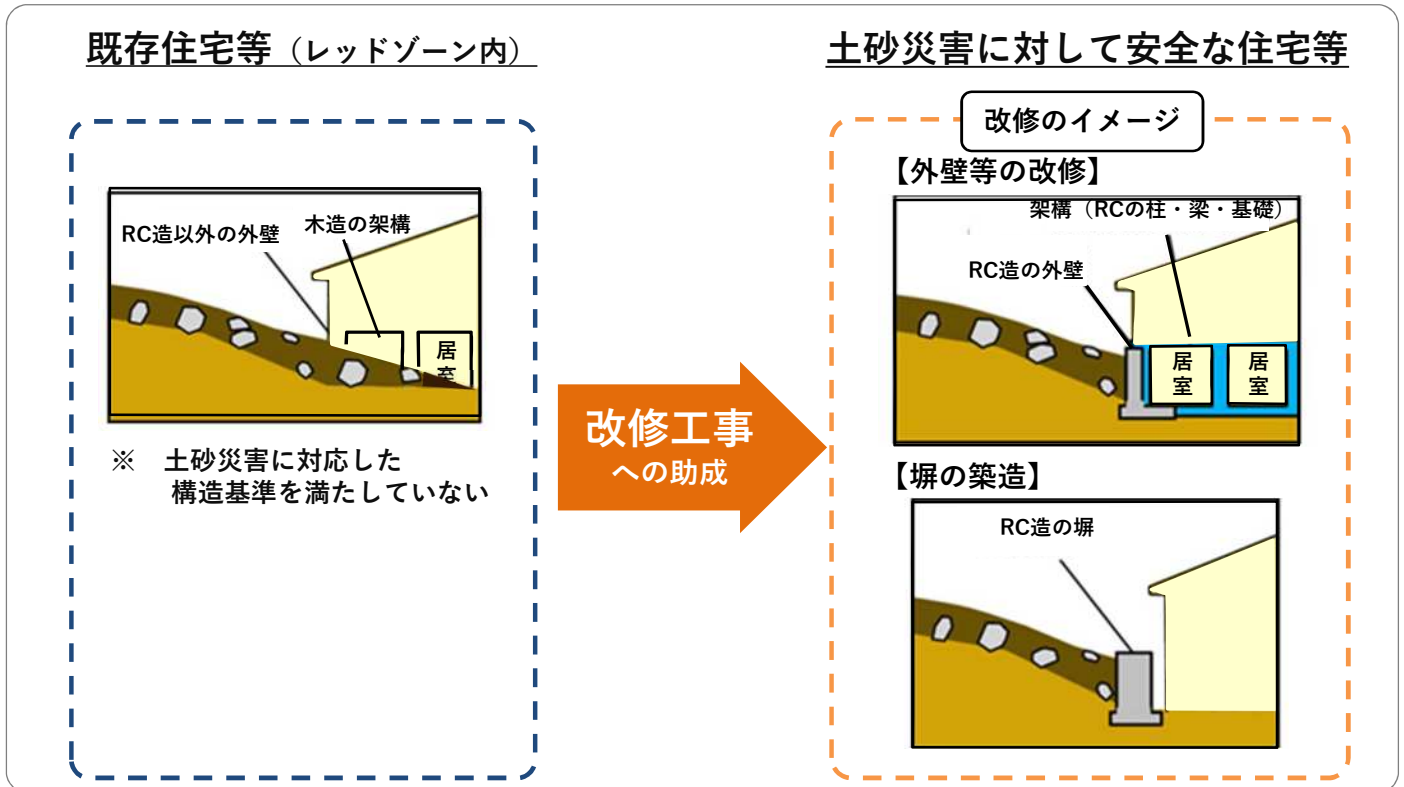 既存住宅等（レッドゾーン内）
RC造以外の外壁
木造の架構
居
室
※　土砂災害に対応した
構造基準を満たしていない
改修工事
への助成
土砂災害に対して安全な住宅等
改修のイメージ
【外壁等の改修】
架構（RCの柱・梁・基礎）
RC造の外壁
居
室
居
室
【塀の築造】
RC造の塀